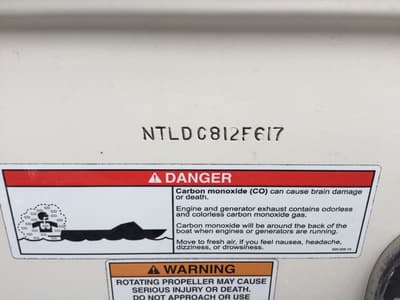 NTLDC812F617
DANGER
Carbon monoxide (CO) can cause brain damage
or death.
Engine and generator exhaust contains odorless
and colorless carbon monoxide gas.
Carbon monoxide will be around the back of the
boat when engines or generators are running.
Move to fresh air, if you feel nausea, headache,
dizziness, or drowsiness.
WARNING
ROTATING PROPELLER MAY CAUSE
SERIOUS INJURY OR DEATH.
DO NOT APPROACH OR USE